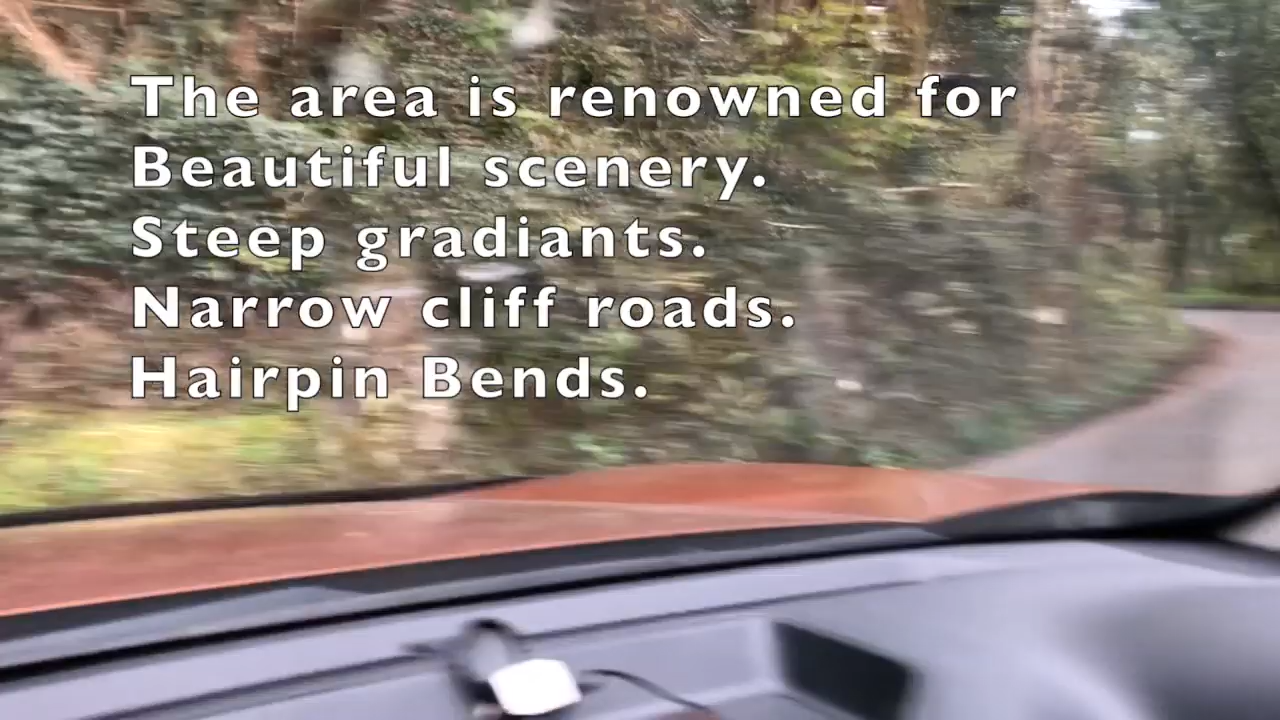 The area is renowned for
Beautiful scenery.
Steep gradiants.
Narrow cliff roads.
Hairpin Bends.